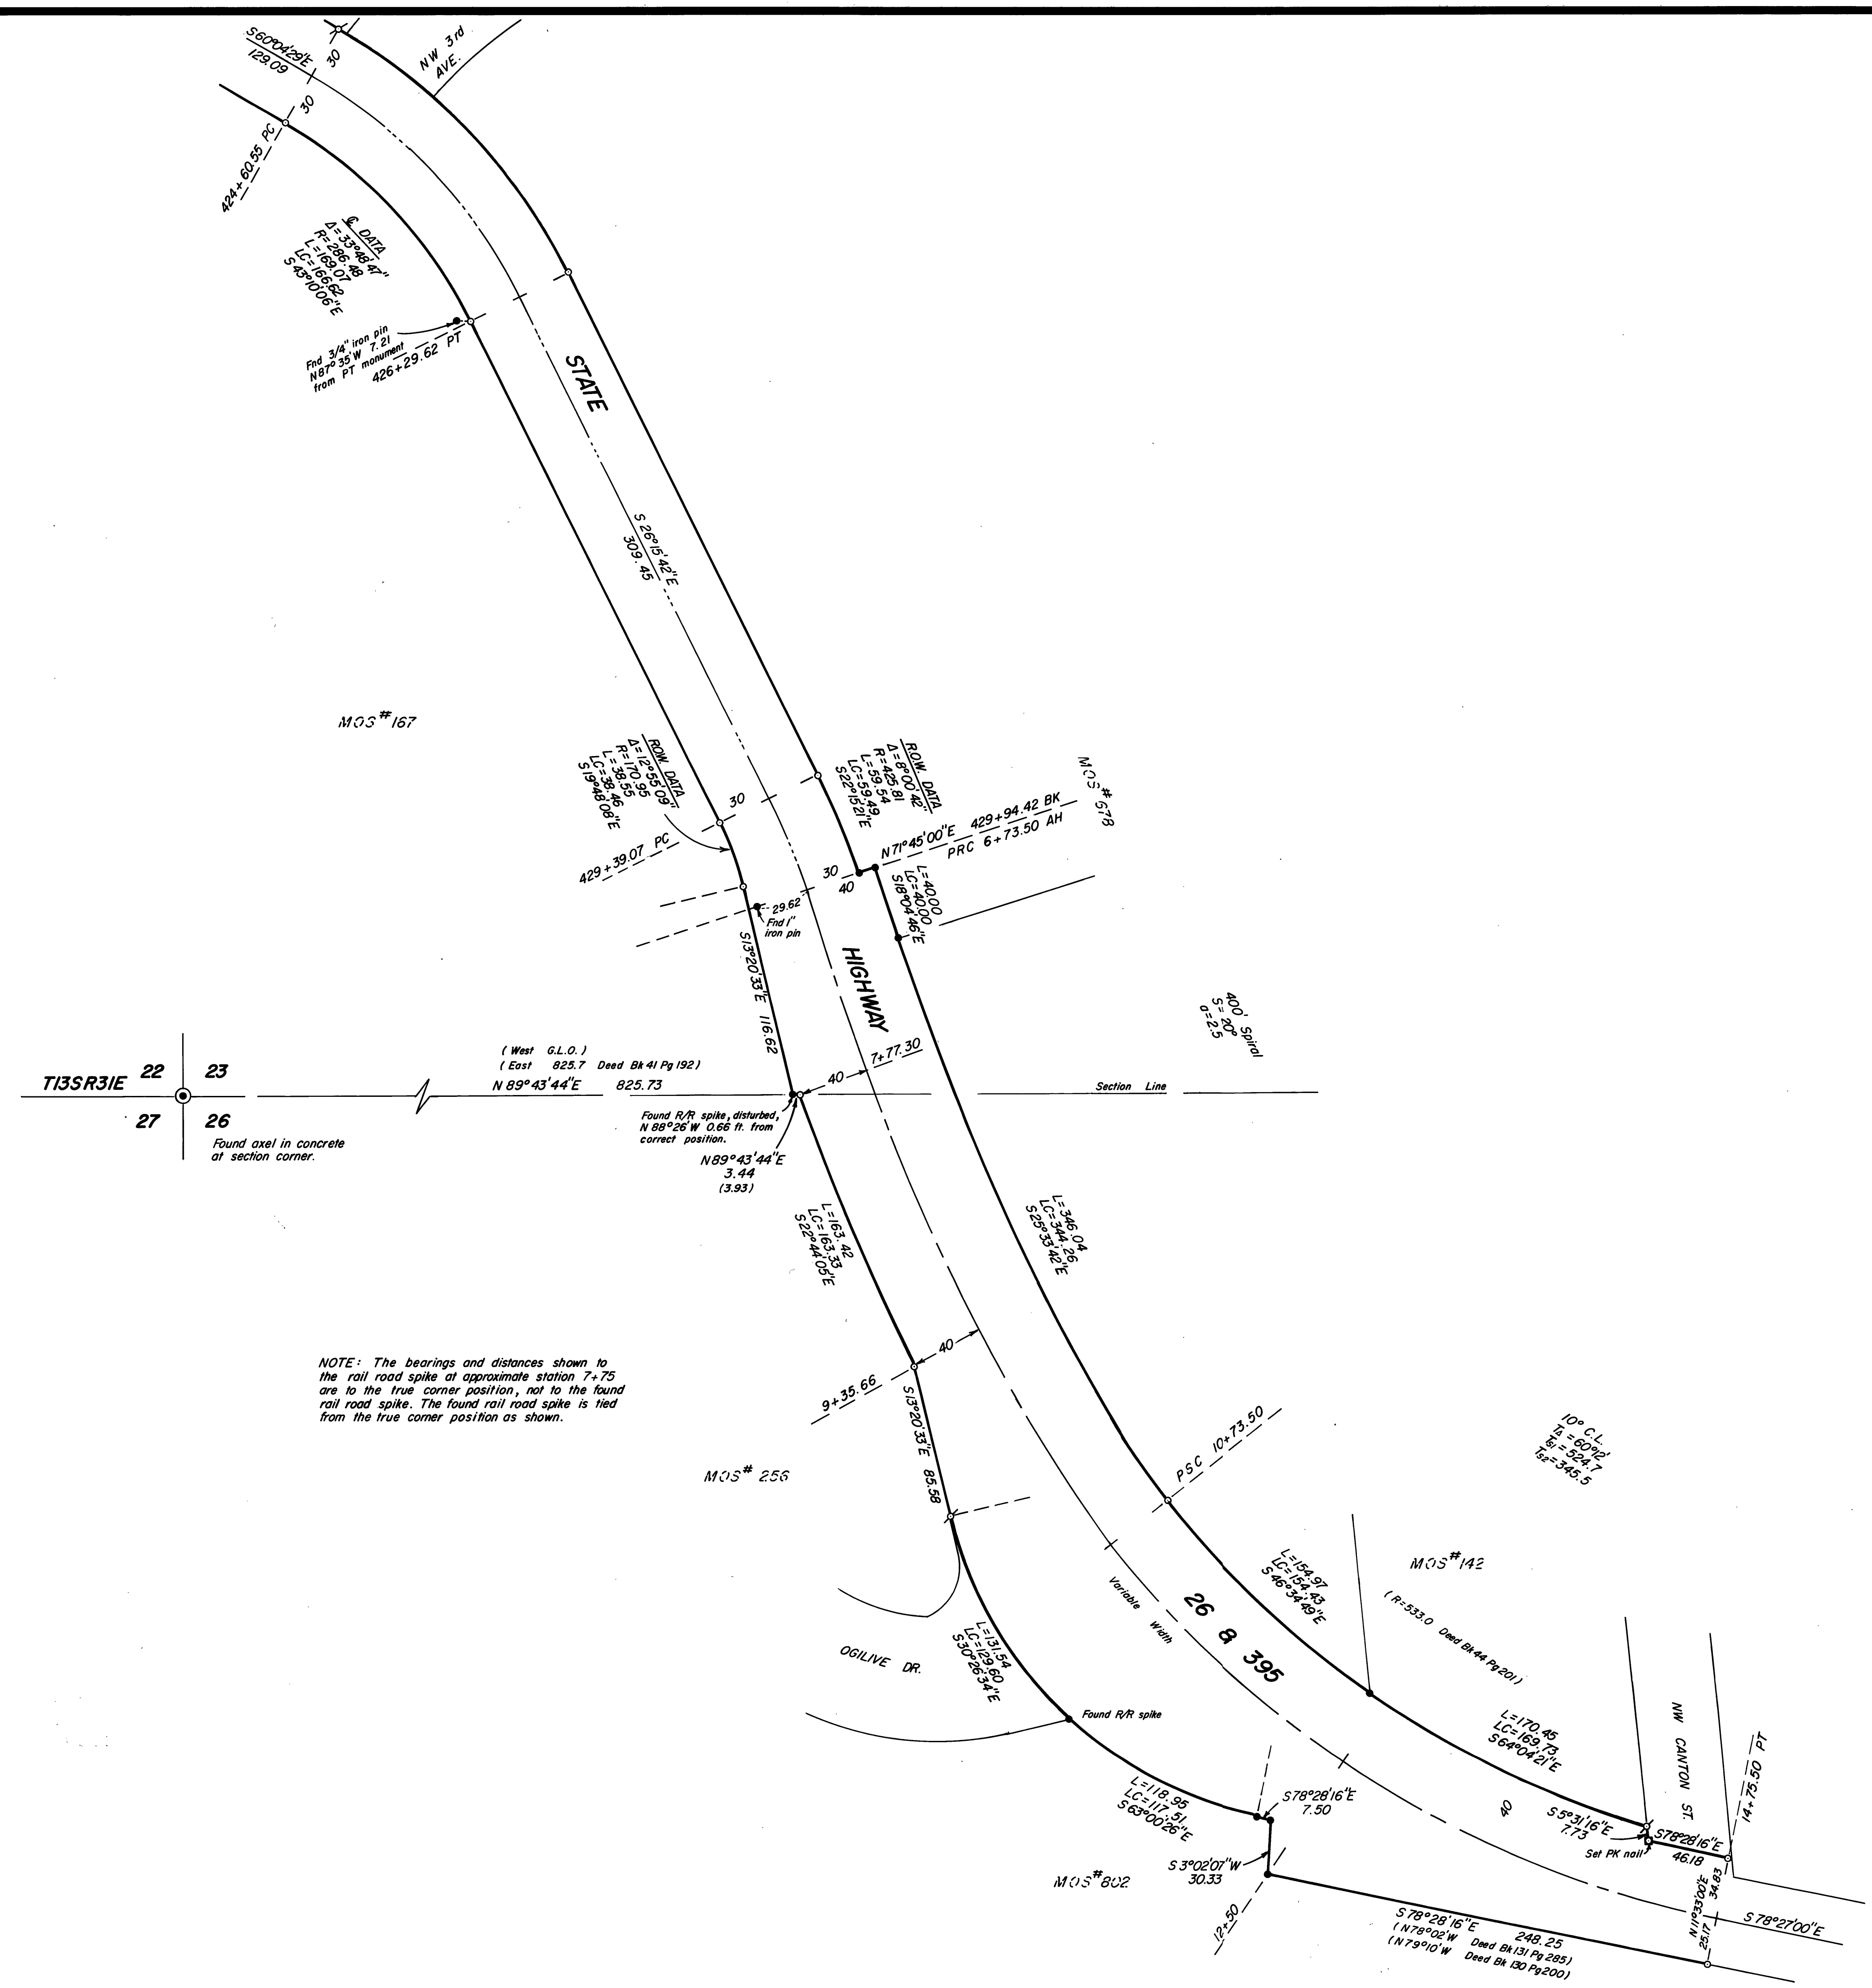 S60°04'29"E
129.09
30
30
NW 3rd
AVE.
424+60.55 PC
℄ DATA
Δ=33°48'47"
R=286.48
L=169.07
LC=166.62
S43°10'06"E
Fnd 3/4" iron pin
N87°35'W 7.21
from PT monument
426+29.62 PT
STATE
S 26°15'42"E
309.45
MOS#167
R.O.W. DATA
Δ=12°55'09"
R=170.95
L=38.55
LC=38.46
S19°48'08"E
30
429+39.07 PC
R.O.W. DATA
Δ=8°00'42"
R=425.81
L=59.54
LC=59.49
S22°15'21"E
MOS# 678
N71°45'00"E 429+94.42 BK
PRC 6+73.50 AH
30
40
L=40.00
LC=40.00
S18°04'46"E
29.62
Fnd 1"
iron pin
S13°20'33"E 116.62
HIGHWAY
7+77.30
40
400' Spiral
S=20°
a=2.5
T13SR31E
22
23
27
26
Found axel in concrete
at section corner.
( West G.L.O. )
( East 825.7 Deed Bk 41 Pg 192)
N 89°43'44"E 825.73
Section Line
Found R/R spike, disturbed,
N 88°26'W 0.66 ft. from
correct position.
N89°43'44"E
3.44
(3.93)
L=163.42
LC=163.33
S22°44'05"E
L=346.04
LC=344.26
S25°33'42"E
40
9+35.66
NOTE: The bearings and distances shown to
the rail road spike at approximate station 7+75
are to the true corner position, not to the found
rail road spike. The found rail road spike is tied
from the true corner position as shown.
S13°20'33"E 85.58
MOS# 256
PSC 10+73.50
10° C.L.
TΔ=60°12'
Ts1=524.7
Ts2=345.5
L=154.97
LC=154.43
S46°34'49"E
MOS#142
( R=533.0 Deed Bk 44 Pg 201)
Variable Width
26 & 395
OGILIVE DR.
L=131.54
LC=129.60
S30°26'34"E
Found R/R spike
L=170.45
LC=169.73
S64°04'21"E
NW CANTON ST.
14+75.50 PT
L=118.95
LC=117.51
S63°00'26"E
S78°28'16"E
7.50
40
S 5°31'16"E
7.73
Set PK nail
S78°28'16"E
46.18
S 3°02'07"W
30.33
MOS#802
12+50
S 78°28'16"E 248.25
( N78°02'W Deed Bk 131 Pg 285)
( N79°10'W Deed Bk 130 Pg 200)
N11°33'00"E
34.83
25.17
S 78°27'00"E